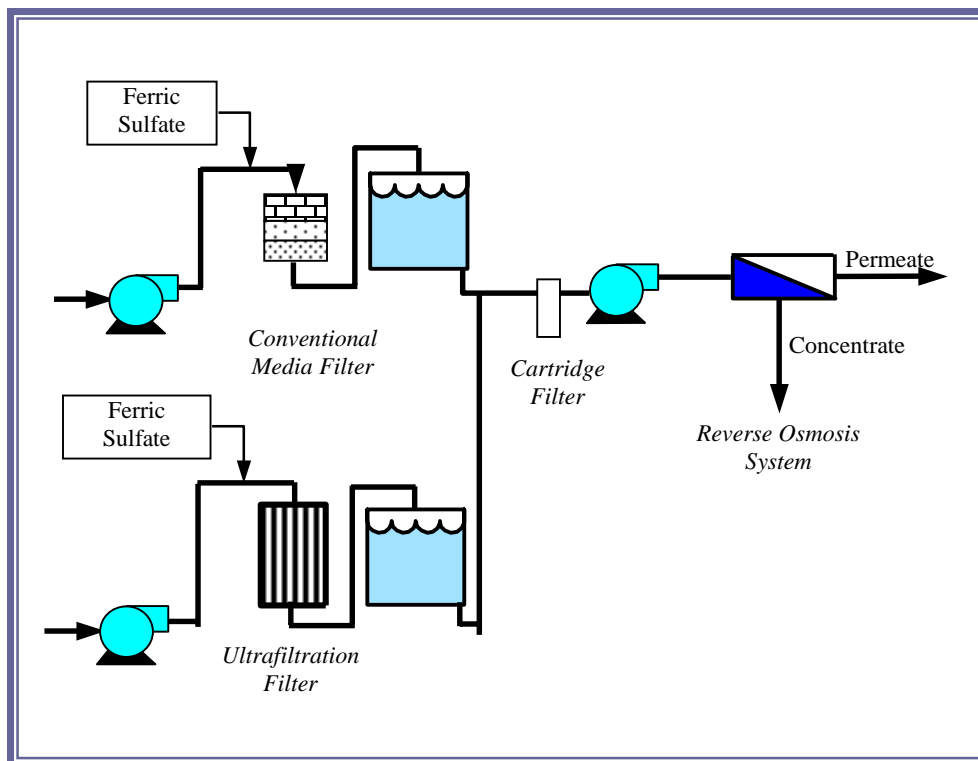 Ferric
Sulfate
Permeate
Conventional
Media Filter
Concentrate
Cartridge
Filter
Ferric
Sulfate
Reverse Osmosis
System
Ultrafiltration
Filter